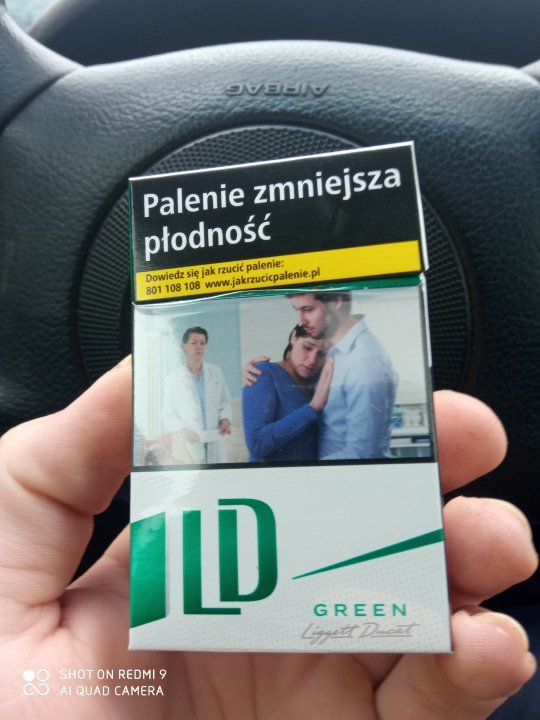 AIRBAG
Palenie zmniejsza
płodność
Dowiedz się jak rzucić palenie:
801 108 108 www.jakrzucicpalenie.pl
LD
GREEN
Liggett Ducat
SHOT ON REDMI 9
AI QUAD CAMERA